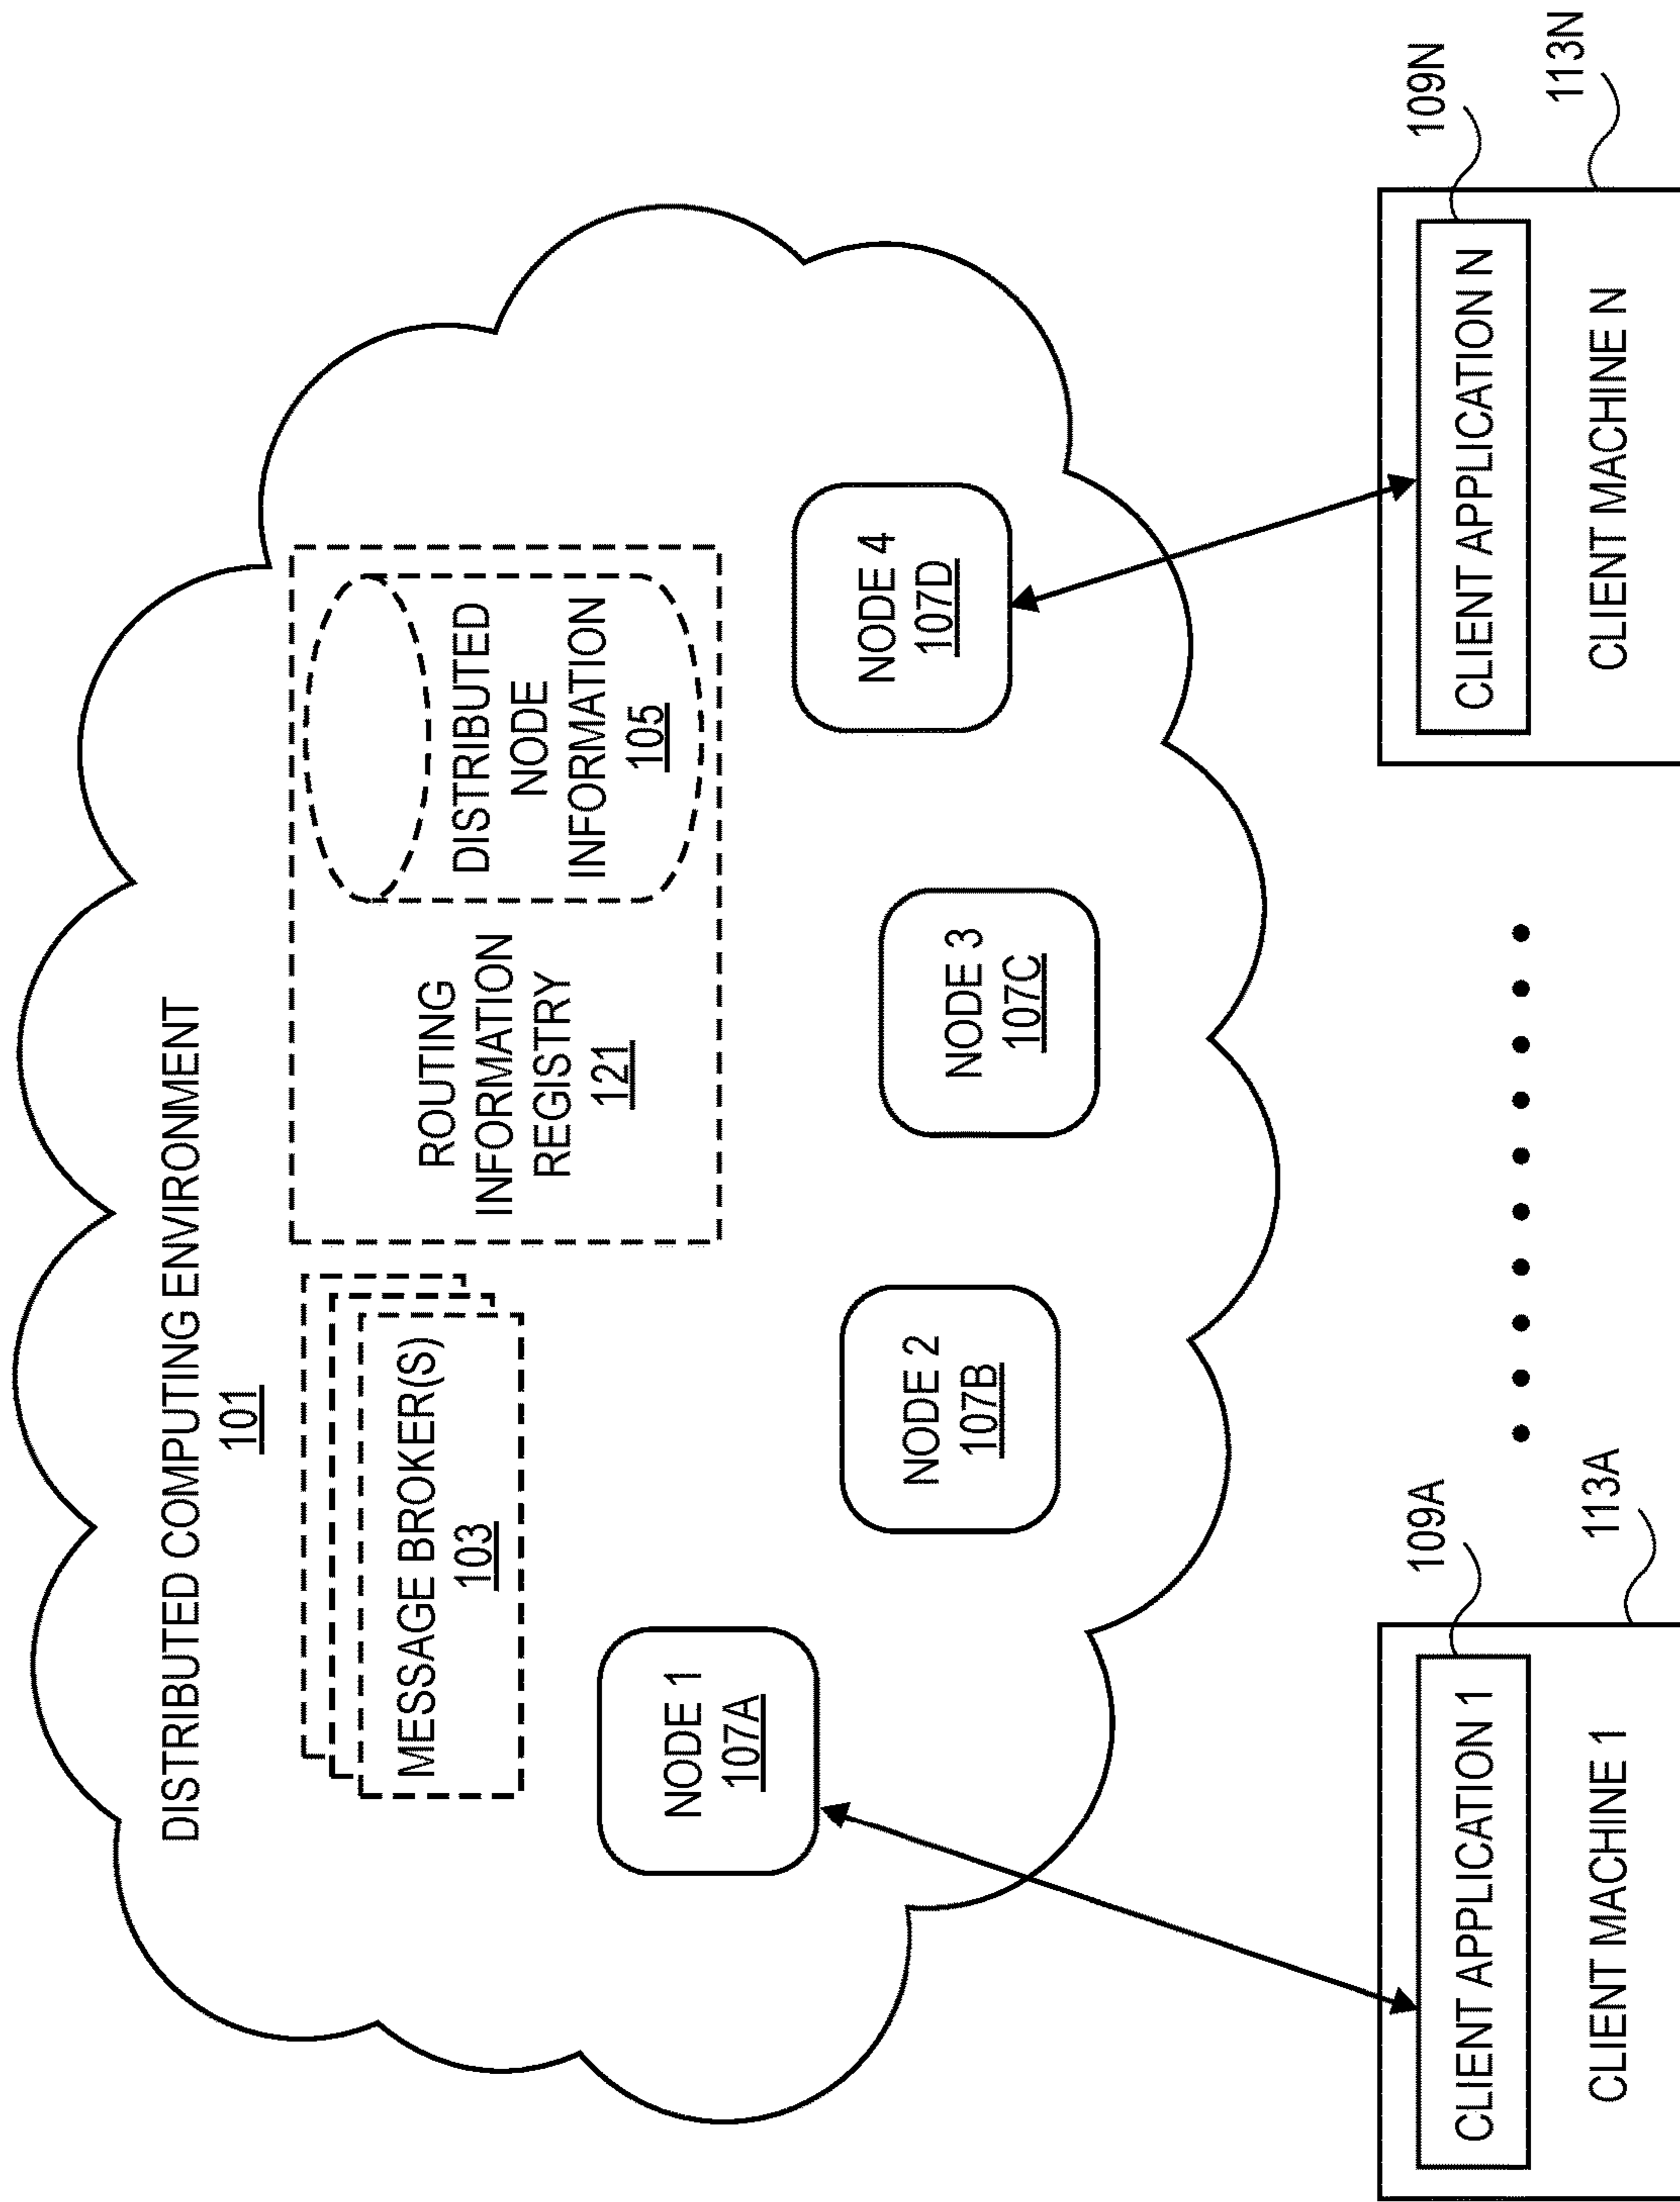 DISTRIBUTED COMPUTING ENVIRONMENT
101
MESSAGE BROKER(S)
103
ROUTING
INFORMATION
REGISTRY
121
DISTRIBUTED
NODE
INFORMATION
105
NODE 1
107A
NODE 2
107B
NODE 3
107C
NODE 4
107D
109A
CLIENT APPLICATION 1
113A
CLIENT MACHINE 1
109N
CLIENT APPLICATION N
113N
CLIENT MACHINE N